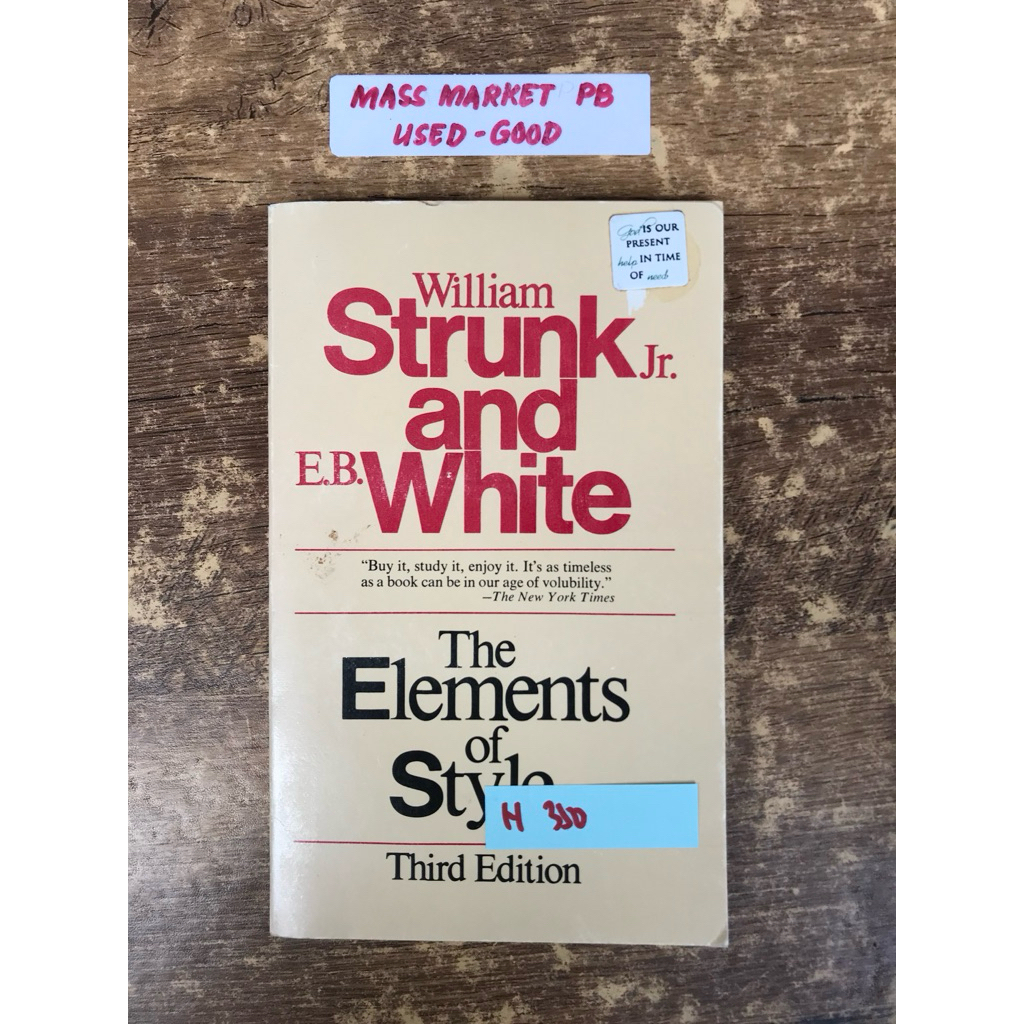 MASS MARKET PB
USED - GOOD
God IS OUR
PRESENT
help IN TIME
OF need
William
Strunk Jr.
and
E.B. White
“Buy it, study it, enjoy it. It's as timeless
as a book can be in our age of volubility.”
—The New York Times
The
Elements
of
Style
H 350
Third Edition